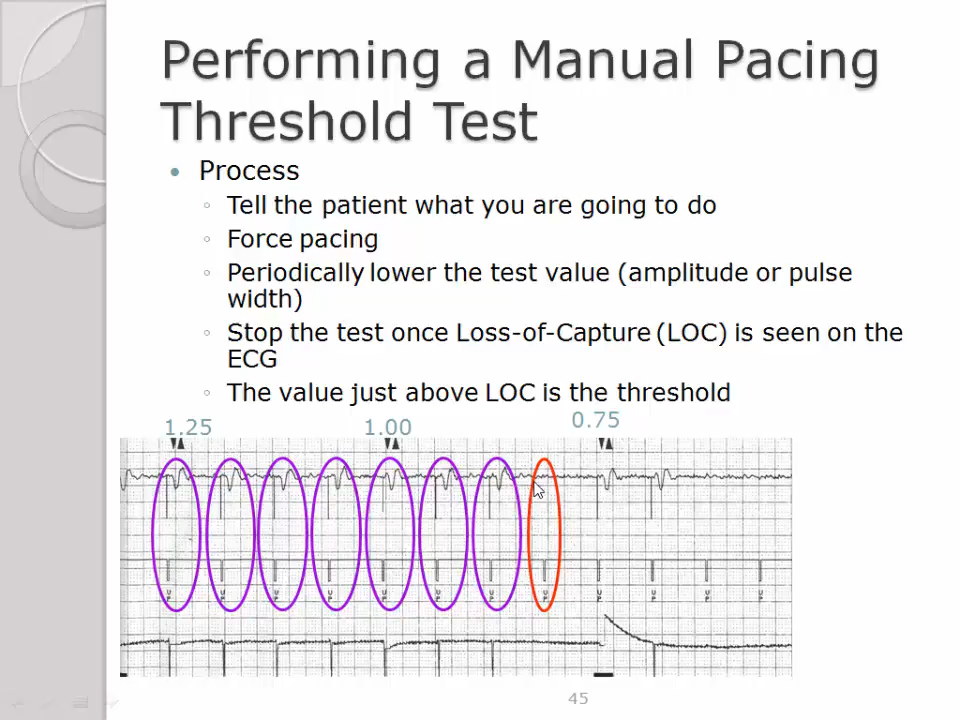 Performing a Manual Pacing
Threshold Test
Process
Tell the patient what you are going to do
Force pacing
Periodically lower the test value (amplitude or pulse
width)
Stop the test once Loss-of-Capture (LOC) is seen on the
ECG
The value just above LOC is the threshold
1.25 1.00 0.75
45